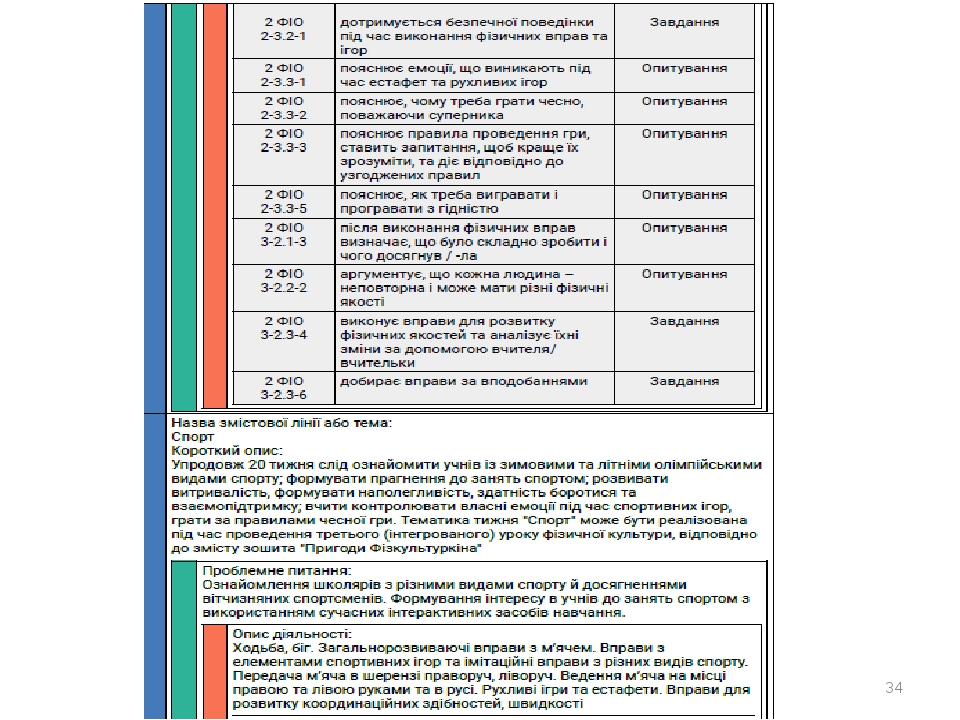 2 ФІО дотримується безпечної поведінки Завдання
2-3.2-1 під час виконання фізичних вправ та
ігор
2 ФІО пояснює емоції, що виникають під Опитування
2-3.3-1 час естафет та рухливих ігор
2 ФІО пояснює, чому треба грати чесно, Опитування
2-3.3-2 поважаючи суперника
2 ФІО пояснює правила проведення гри, Опитування
2-3.3-3 ставить запитання, щоб краще їх
зрозуміти, та діє відповідно до
узгоджених правил
2 ФІО пояснює, як треба вигравати і Опитування
2-3.3-5 програвати з гідністю
2 ФІО після виконання фізичних вправ Опитування
3-2.1-3 визначає, що було складно зробити і
чого досягнув / -ла
2 ФІО аргументує, що кожна людина – Опитування
3-2.2-2 неповторна і може мати різні фізичні
якості
2 ФІО виконує вправи для розвитку Завдання
3-2.3-4 фізичних якостей та аналізує їхні
зміни за допомогою вчителя/
вчительки
2 ФІО добирає вправи за вподобаннями Завдання
3-2.3-6
Назва змістової лінії або тема:
Спорт
Короткий опис:
Упродовж 20 тижня слід ознайомити учнів із зимовими та літніми олімпійськими
видами спорту; формувати прагнення до занять спортом; розвивати
витривалість, формувати наполегливість, здатність боротися та
взаємопідтримку; вчити контролювати власні емоції під час спортивних ігор,
грати за правилами чесної гри. Тематика тижня "Спорт" може бути реалізована
під час проведення третього (інтегрованого) уроку фізичної культури, відповідно
до змісту зошита "Пригоди Фізкультуркіна"
Проблемне питання:
Ознайомлення школярів з різними видами спорту й досягненнями
вітчизняних спортсменів. Формування інтересу в учнів до занять спортом з
використанням сучасних інтерактивних засобів навчання.
Опис діяльності:
Ходьба, біг. Загальнорозвиваючі вправи з м'ячем. Вправи з
елементами спортивних ігор та імітаційні вправи з різних видів спорту.
Передача м'яча в шерензі праворуч, ліворуч. Ведення м'яча на місці
правою та лівою руками та в русі. Рухливі ігри та естафети. Вправи для
розвитку координаційних здібностей, швидкості
34